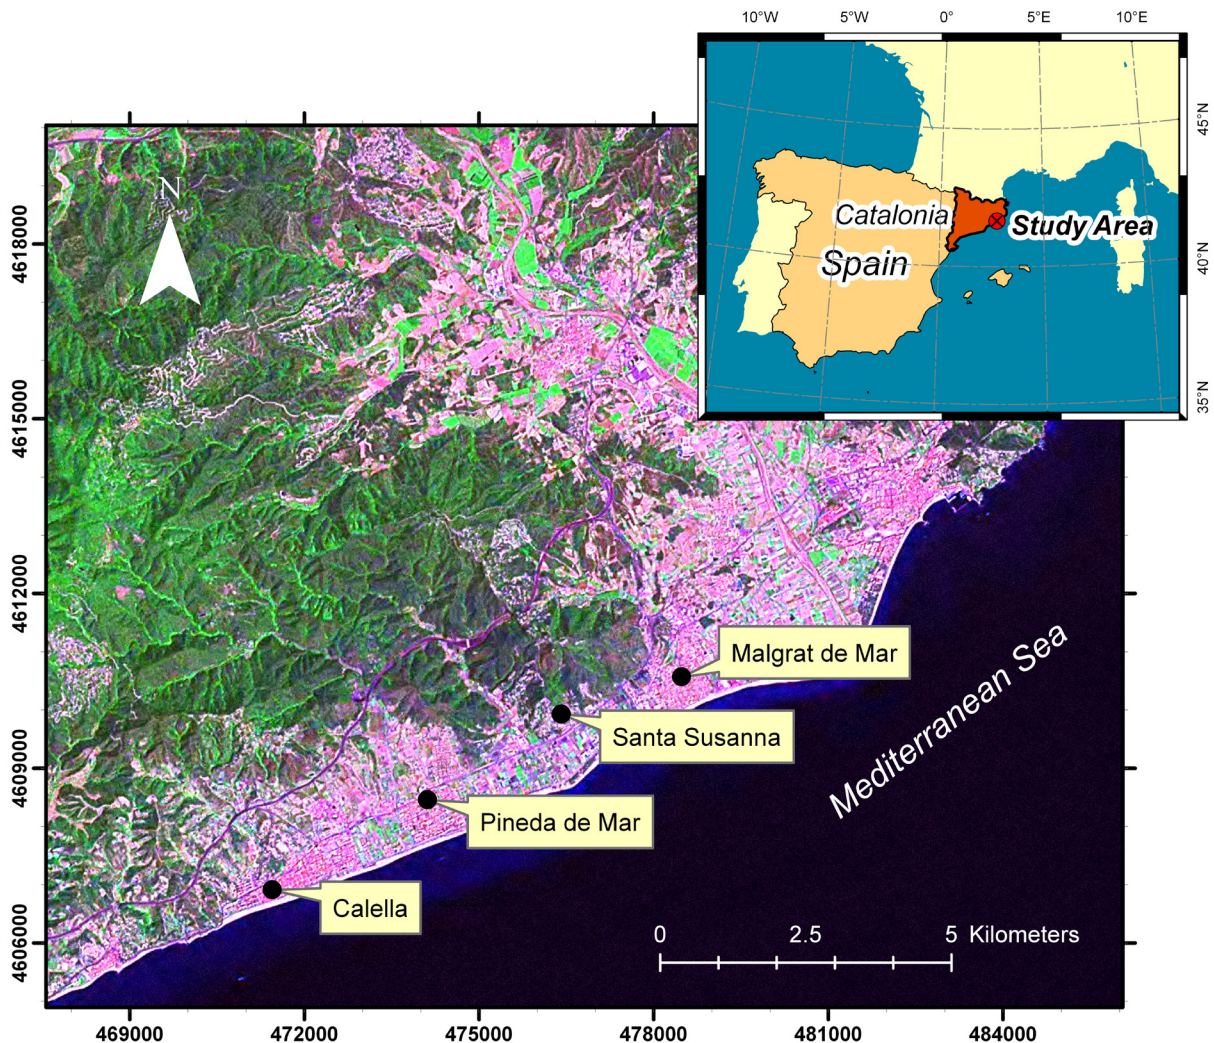 10°W 5°W 0° 5°E 10°E
45°N
40°N
35°N
Catalonia
Study Area
Spain
N
4618000
4615000
4612000
4609000
4606000
Malgrat de Mar
Santa Susanna
Pineda de Mar
Calella
Mediterranean Sea
0 2.5 5 Kilometers
469000 472000 475000 478000 481000 484000